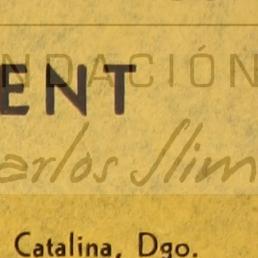 NDACIÓN
ENT
arlos Slim
Catalina, Dgo.